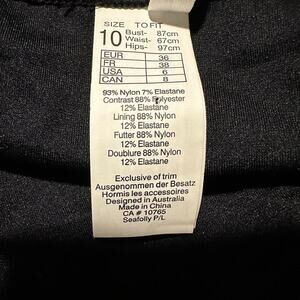 SIZE TO FIT
10 Bust- 87cm
Waist- 67cm
Hips- 97cm
EUR 36
FR 38
USA 6
CAN 8
93% Nylon 7% Elastane
Contrast 88% Polyester
12% Elastane
Lining 88% Nylon
12% Elastane
Futter 88% Nylon
12% Elastane
Doublure 88% Nylon
12% Elastane
Exclusive of trim
Ausgenommen der Besatz
Hormis les accessoires
Designed in Australia
Made in China
CA # 10765
Seafolly P/L